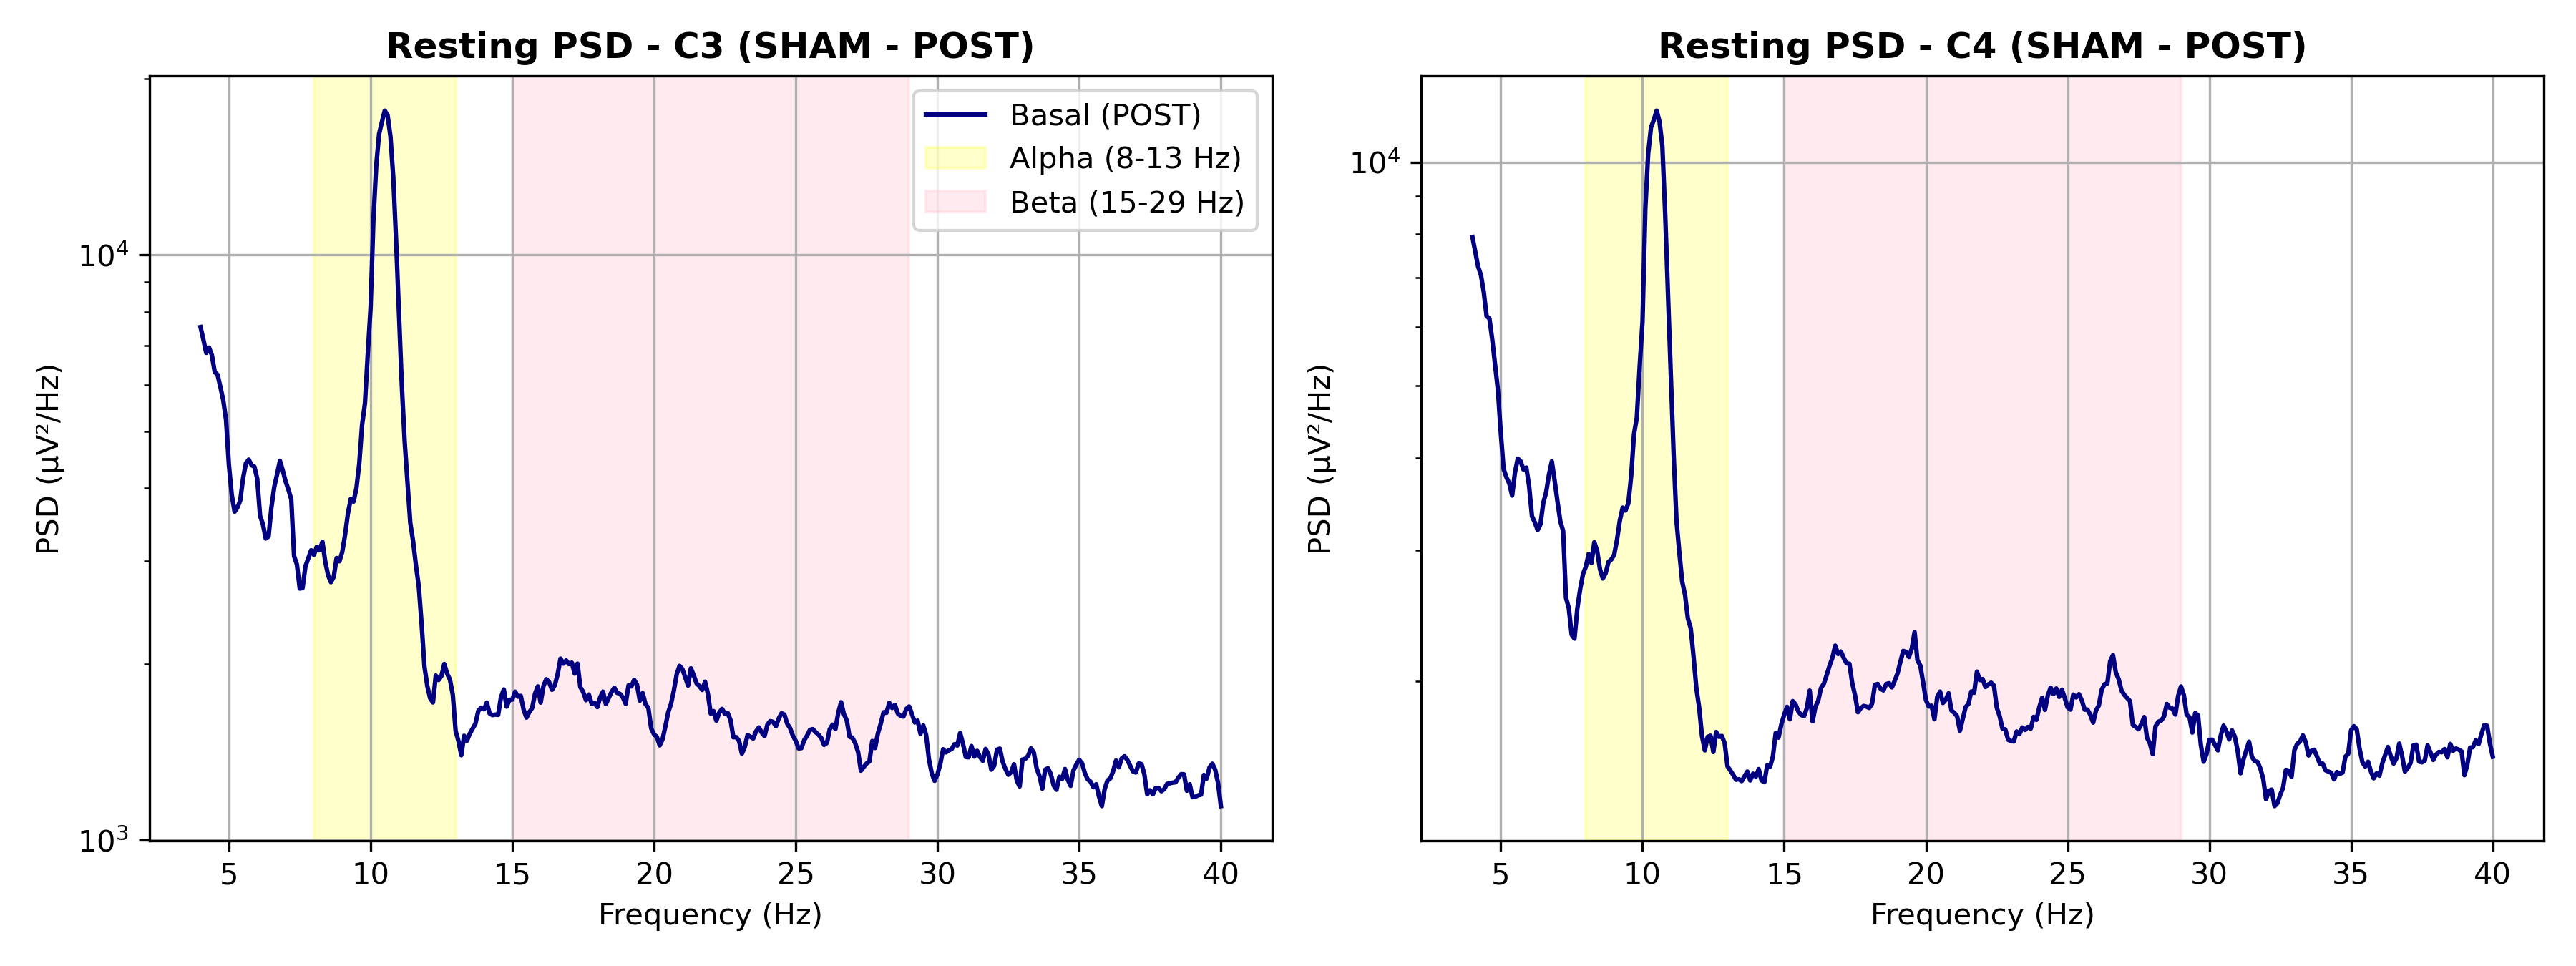 Resting PSD - C3 (SHAM - POST)
Basal (POST)
Alpha (8-13 Hz)
Beta (15-29 Hz)
10⁴
10³
PSD (µV²/Hz)
5 10 15 20 25 30 35 40
Frequency (Hz)
Resting PSD - C4 (SHAM - POST)
10⁴
PSD (µV²/Hz)
5 10 15 20 25 30 35 40
Frequency (Hz)